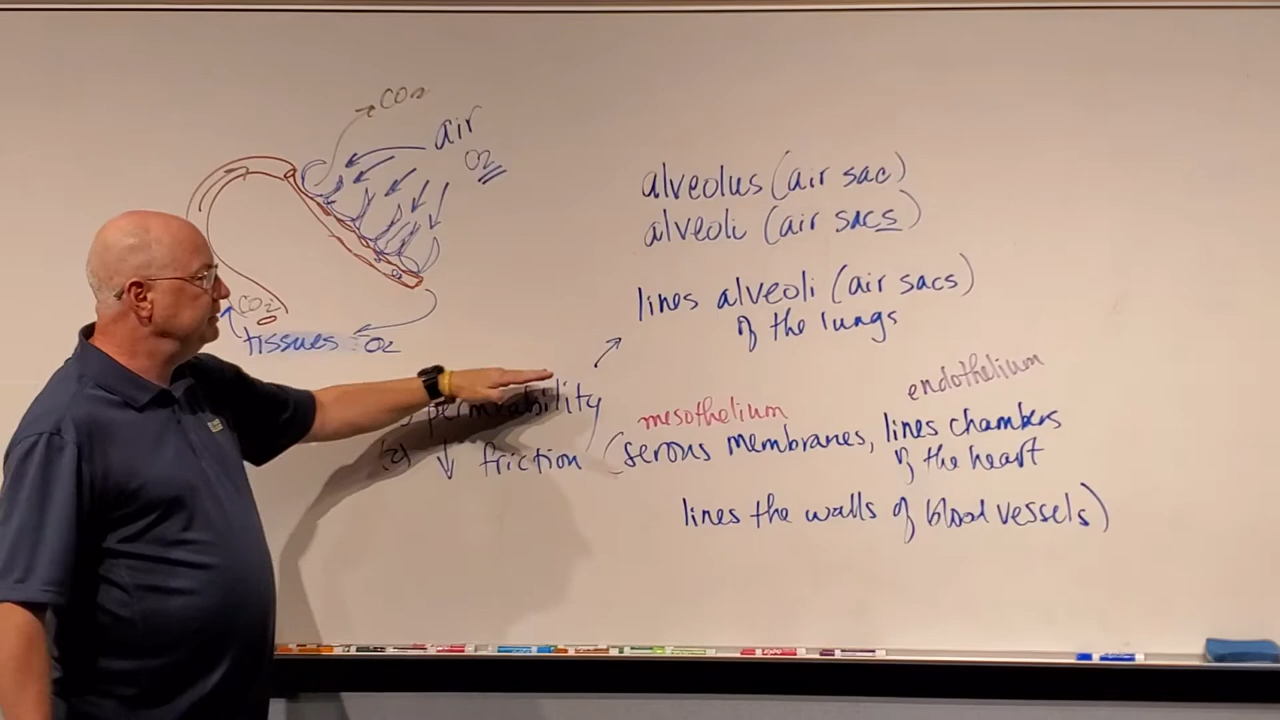 CO2
air
O2
alveolus (air sac)
alveoli (air sacs)
lines alveoli (air sacs)
of the lungs
CO2
tissues O2
endothelium
permeability
mesothelium
lines chambers
(2) ↓ friction (serous membranes,
of the heart
lines the walls of blood vessels)